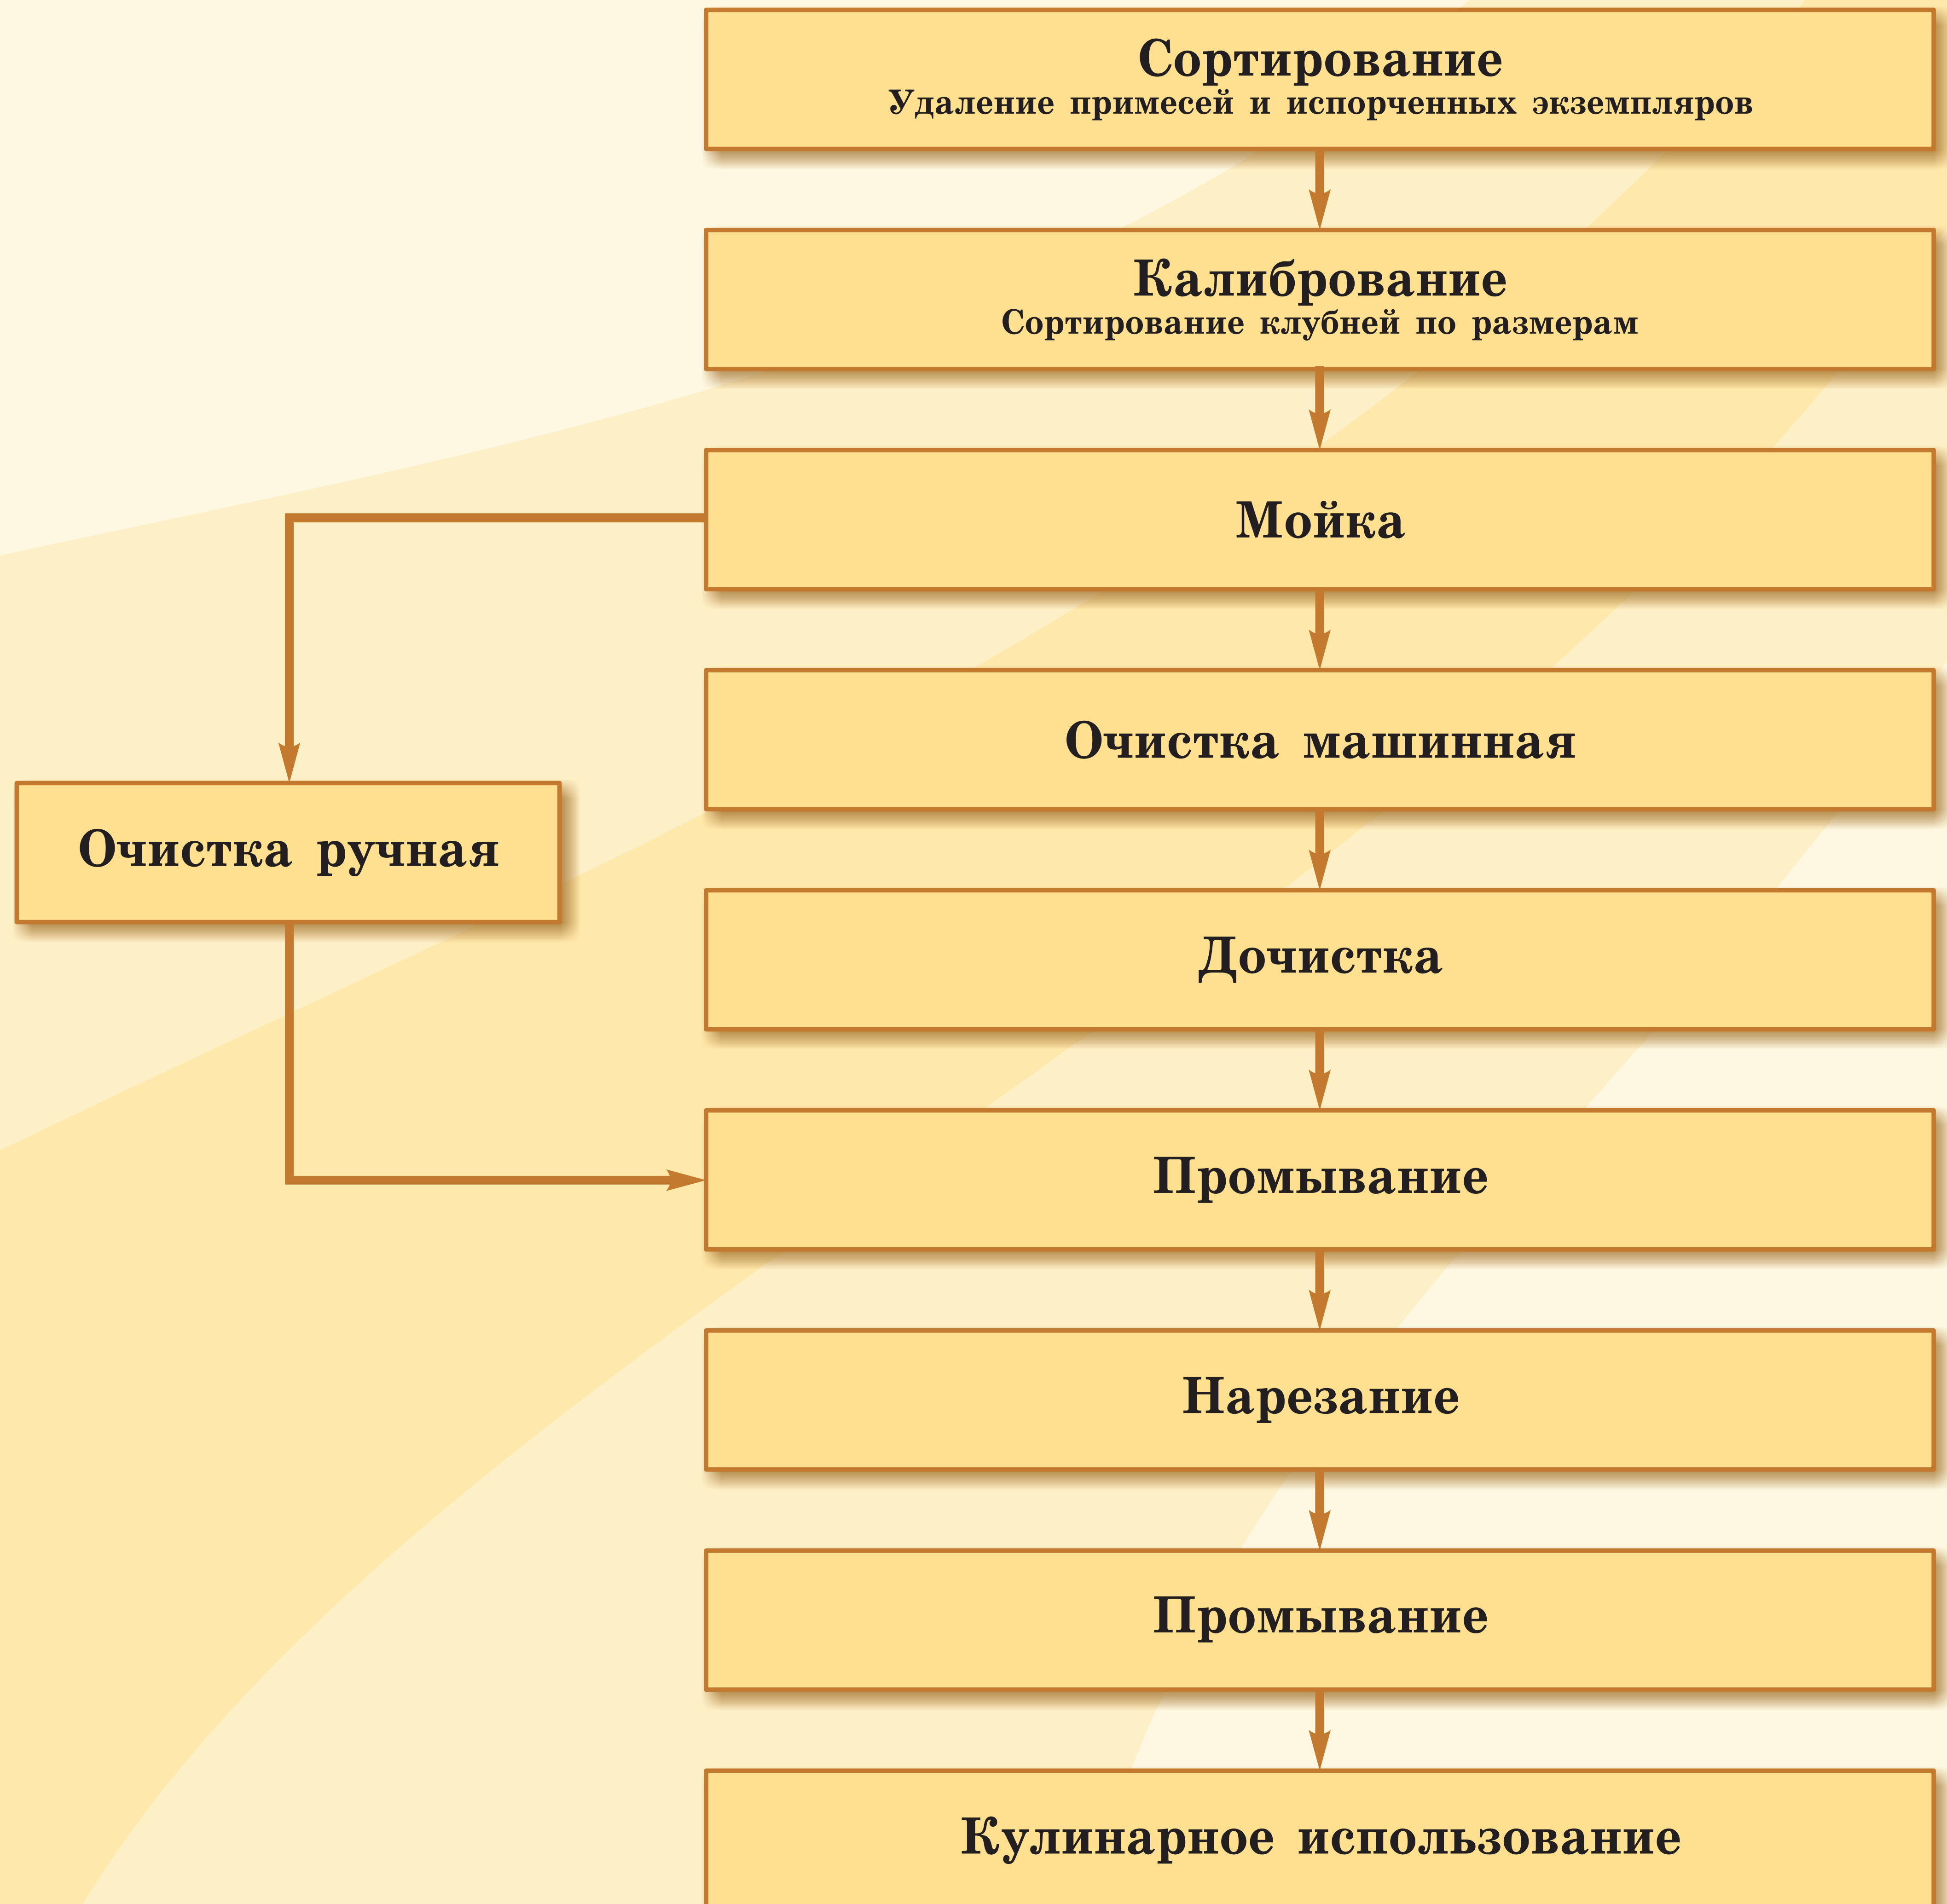 Сортирование
Удаление примесей и испорченных экземпляров
Калибрование
Сортирование клубней по размерам
Мойка
Очистка машинная
Очистка ручная
Дочистка
Промывание
Нарезание
Промывание
Кулинарное использование